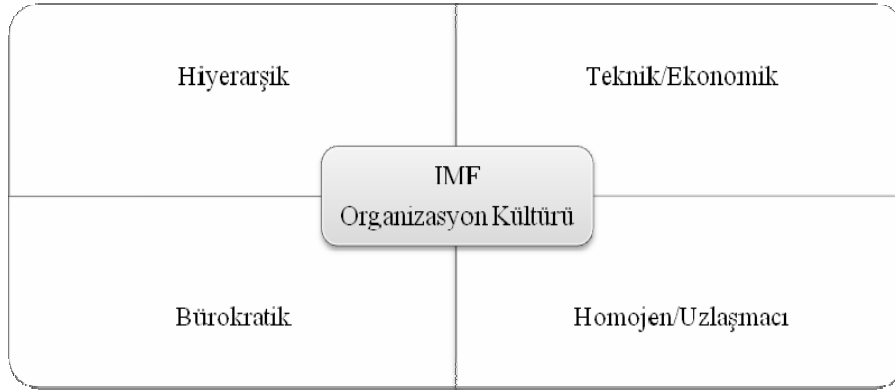 Hiyerarşik
Teknik/Ekonomik
IMF
Organizasyon Kültürü
Bürokratik
Homojen/Uzlaşmacı